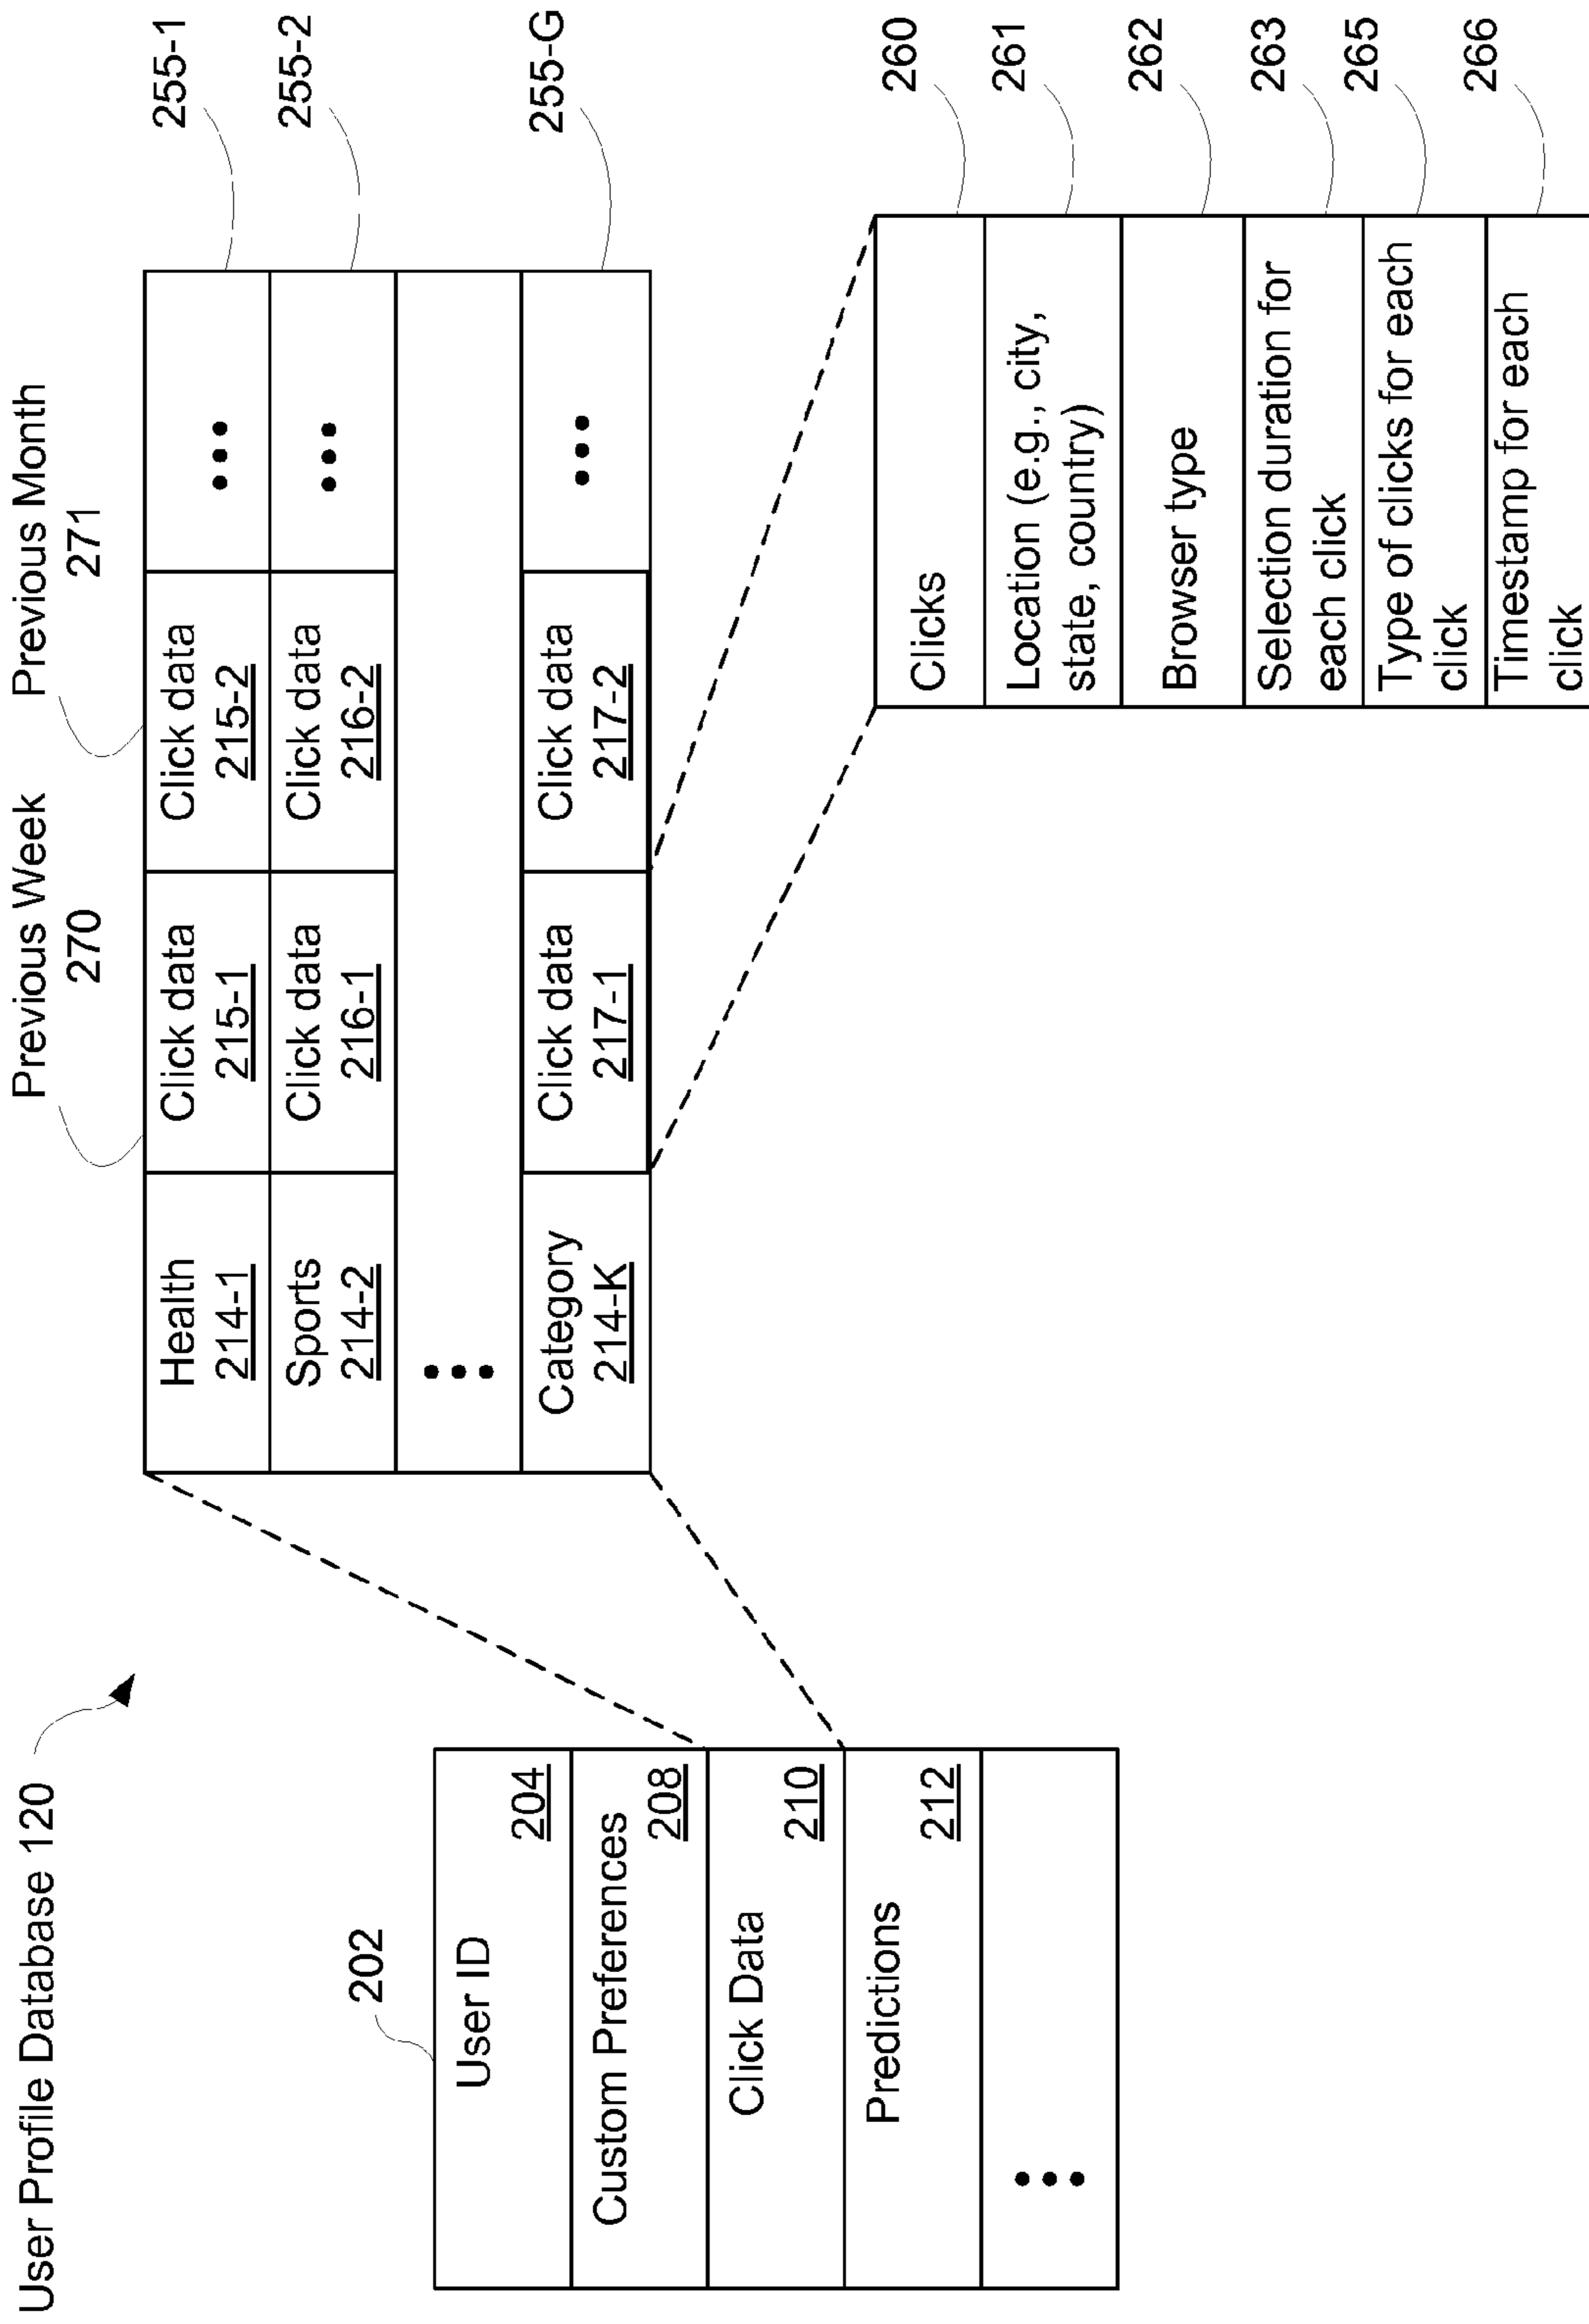 User Profile Database 120
202
User ID
204
Custom Preferences
208
Click Data
210
Predictions
212
•••
Previous Week
270
Previous Month
271
Health
214-1
Click data
215-1
Click data
215-2
•••
255-1
Sports
214-2
Click data
216-1
Click data
216-2
•••
255-2
•••
Category
214-K
Click data
217-1
Click data
217-2
•••
255-G
Clicks
260
Location (e.g., city,
state, country)
261
Browser type
262
Selection duration for
each click
263
Type of clicks for each
click
265
Timestamp for each
click
266